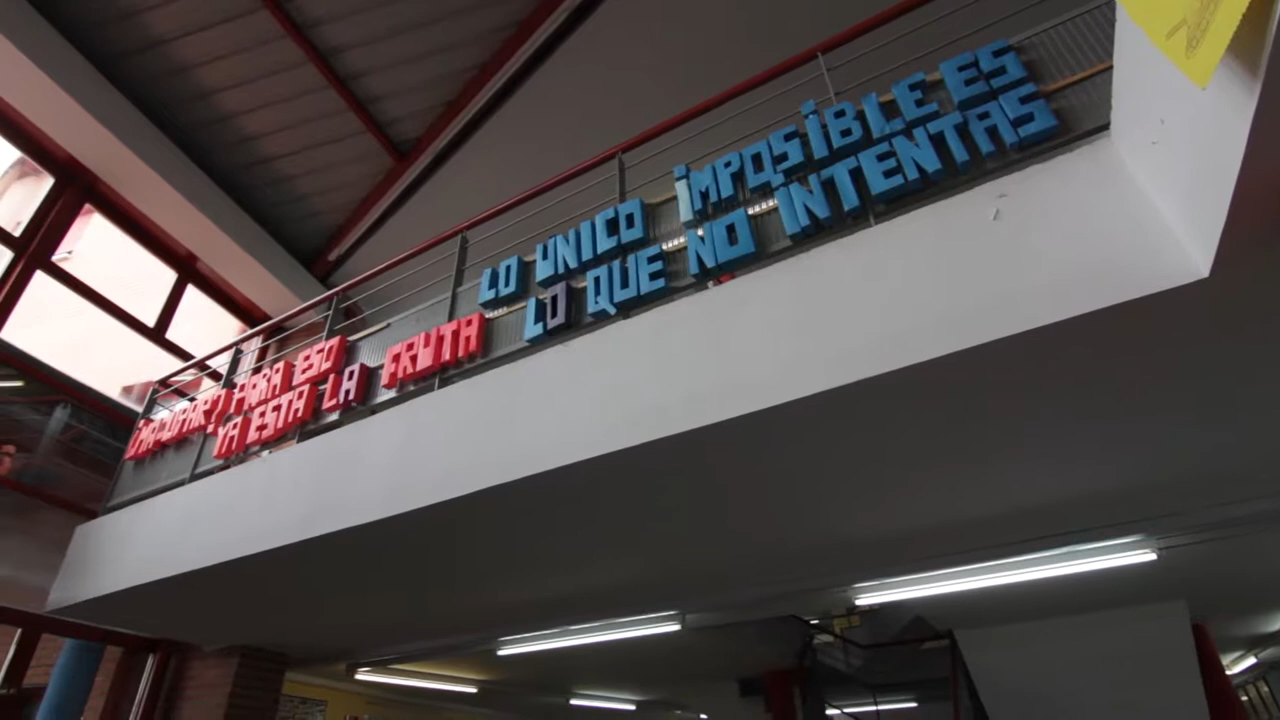 ¿MADURAR? PARA ESO
YA ESTA LA FRUTA
LO UNICO IMPOSIBLE ES
LO QUE NO INTENTAS